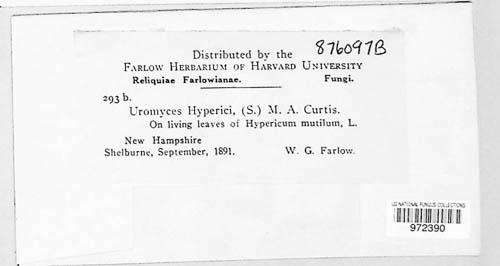 Distributed by the 876097B
FARLOW HERBARIUM OF HARVARD UNIVERSITY
Reliquiae Farlowianae. Fungi.
293 b.
Uromyces Hyperici, (S.) M. A. Curtis.
On living leaves of Hypericum mutilum, L.
New Hampshire
Shelburne, September, 1891. W. G. Farlow.
US NATIONAL FUNGUS COLLECTIONS
972390